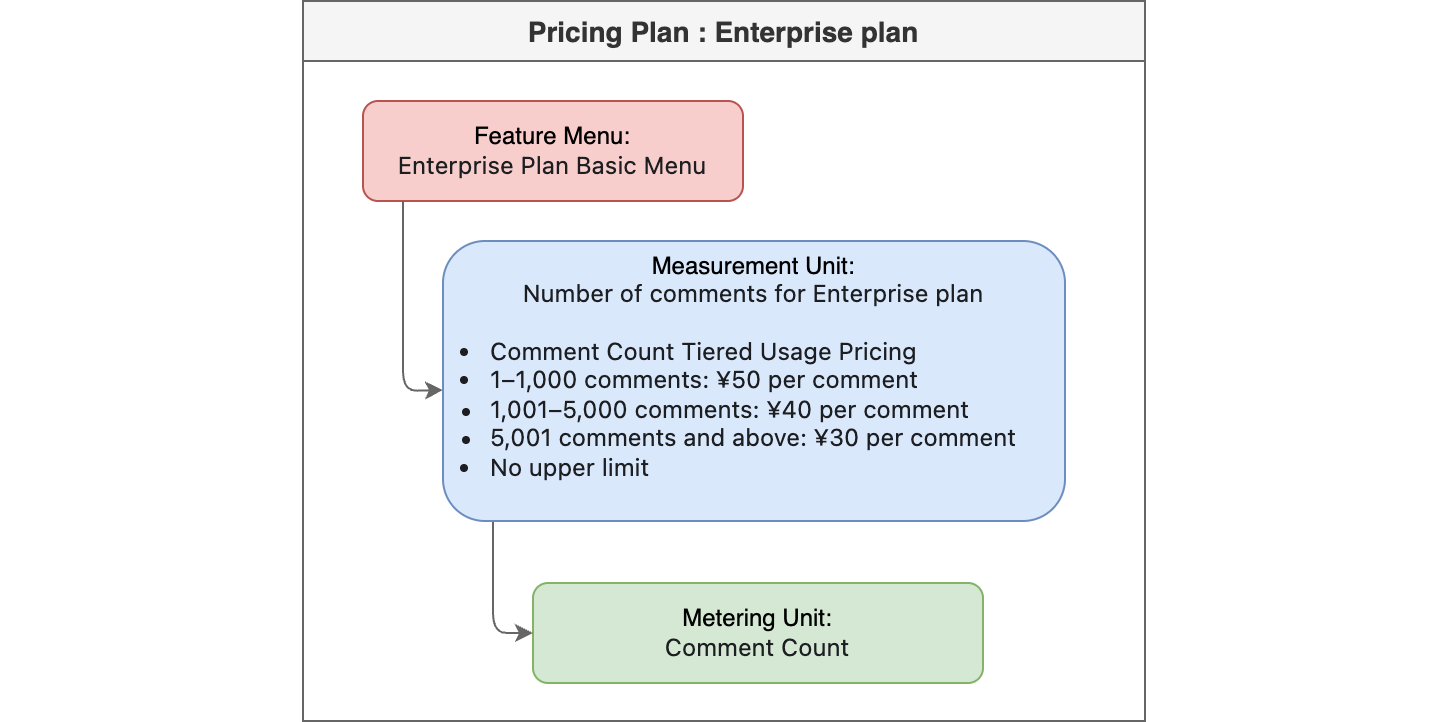 Pricing Plan : Enterprise plan
Feature Menu:
Enterprise Plan Basic Menu
Measurement Unit:
Number of comments for Enterprise plan
• Comment Count Tiered Usage Pricing
• 1–1,000 comments: ¥50 per comment
• 1,001–5,000 comments: ¥40 per comment
• 5,001 comments and above: ¥30 per comment
• No upper limit
Metering Unit:
Comment Count